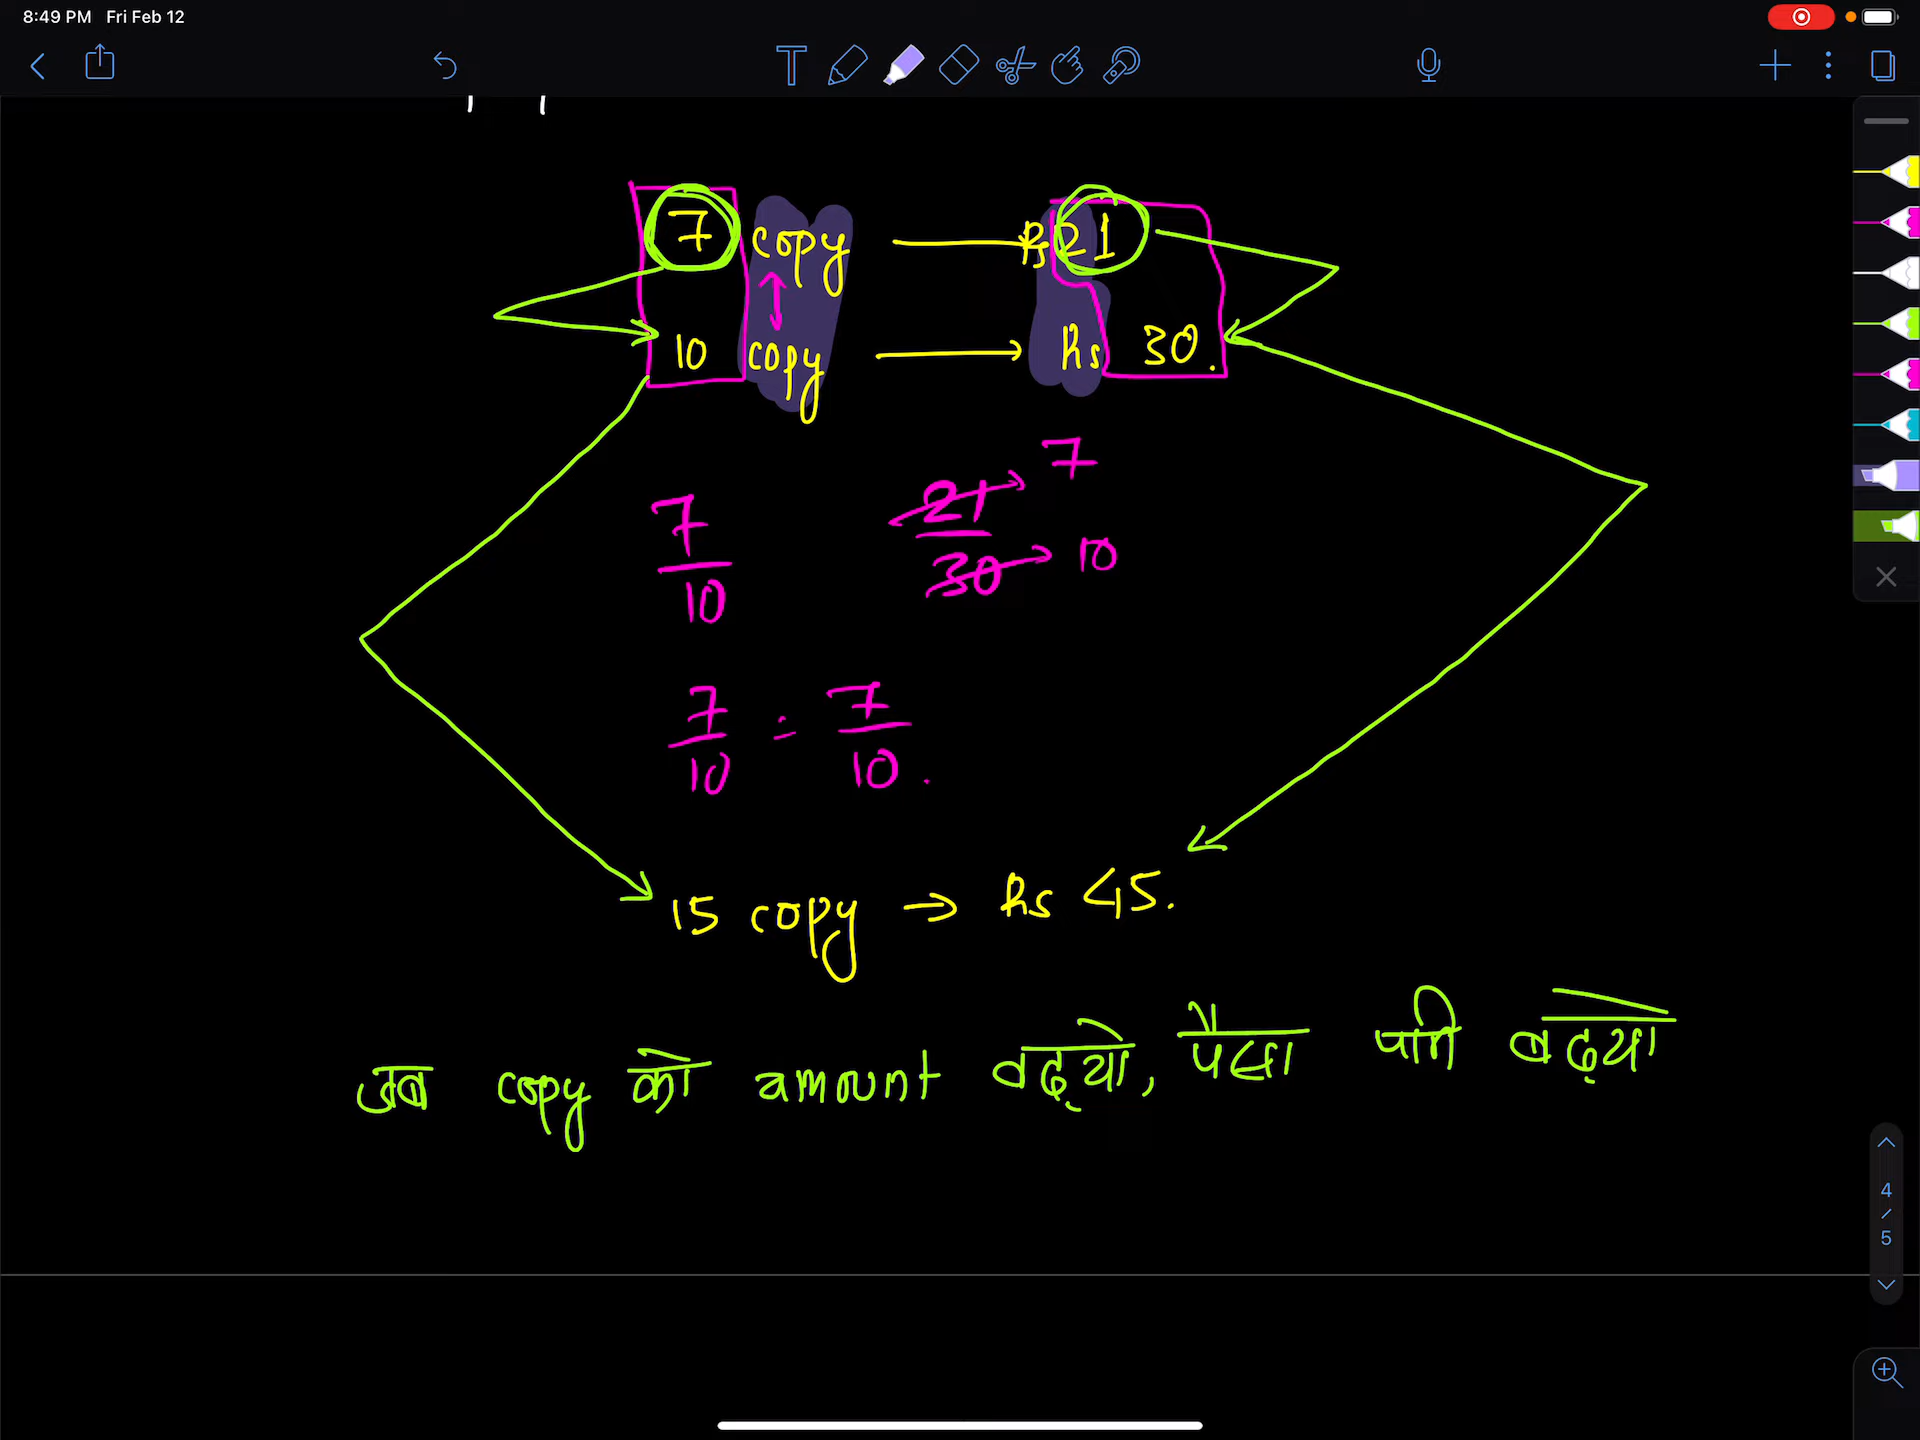 8:49 PM Fri Feb 12
7 copy → Rs 21
10 copy → Rs 30.
7/10 21/30 → 7 → 10
7/10 = 7/10.
15 copy → Rs 45.
जब copy को amount बढ्यो, पैसा पनि बढ्यो
4
/
5